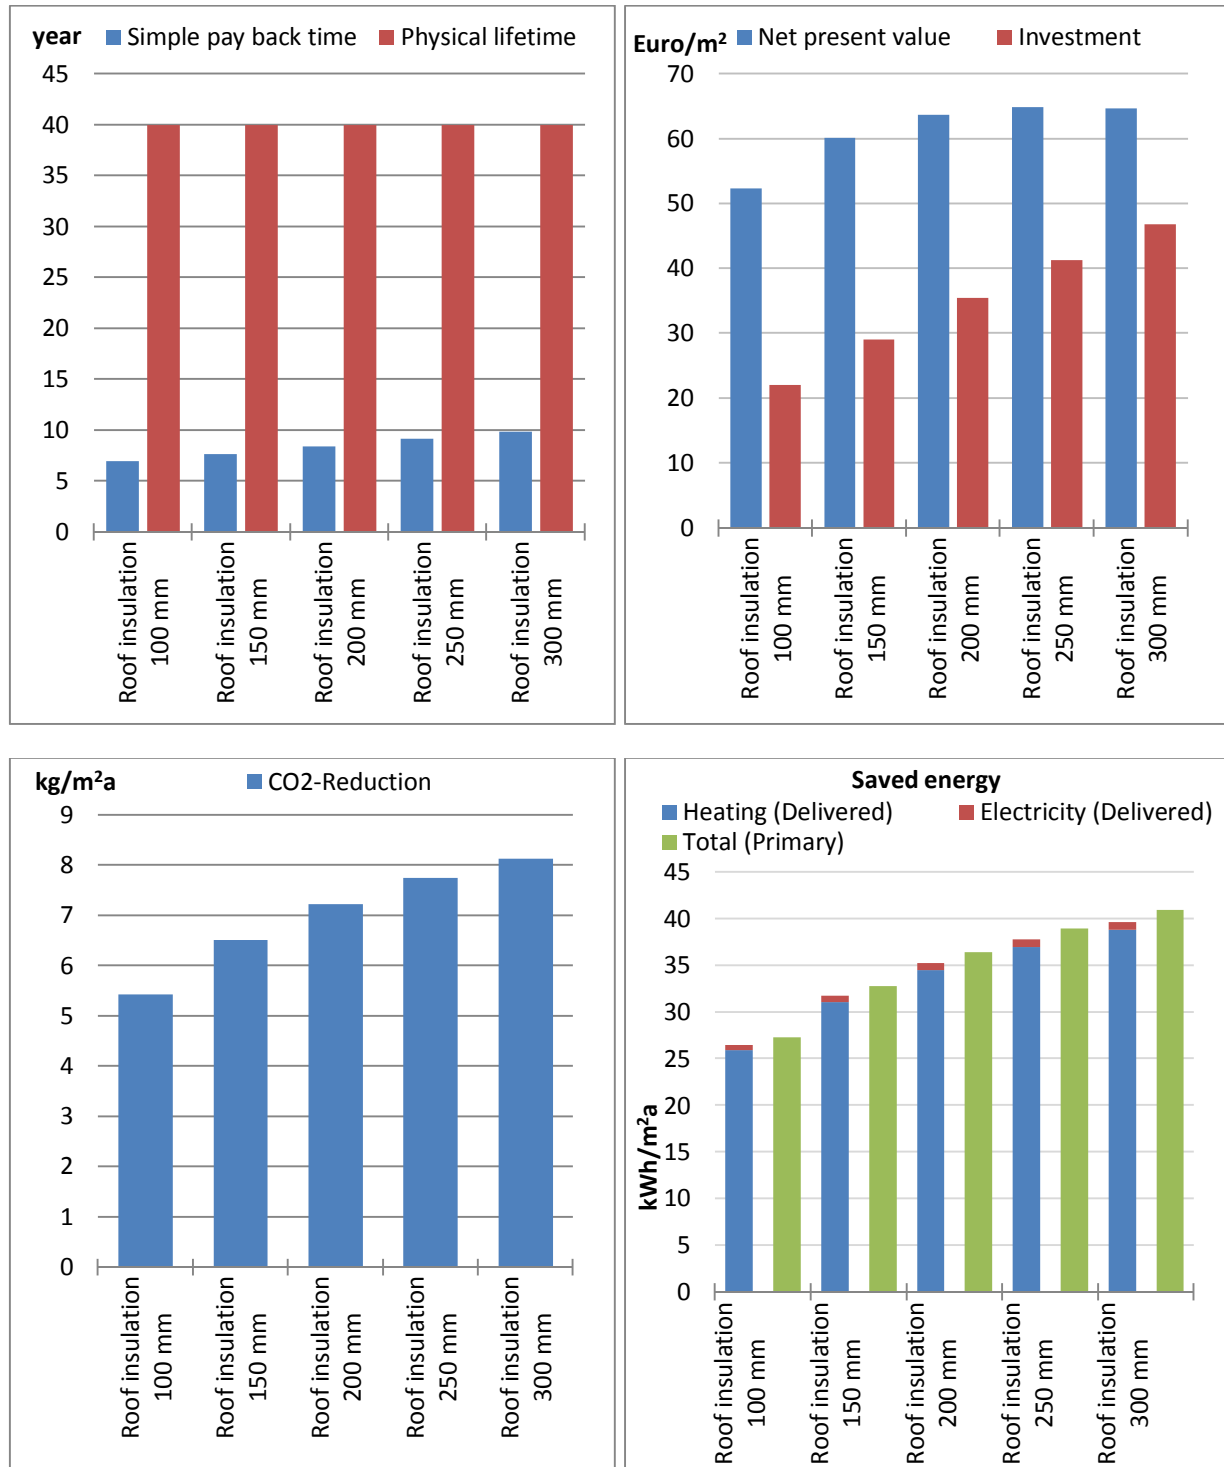 year Simple pay back time Physical lifetime
45
40
35
30
25
20
15
10
5
0
Roof insulation
100 mm
Roof insulation
150 mm
Roof insulation
200 mm
Roof insulation
250 mm
Roof insulation
300 mm
Euro/m² Net present value Investment
70
60
50
40
30
20
10
0
Roof insulation
100 mm
Roof insulation
150 mm
Roof insulation
200 mm
Roof insulation
250 mm
Roof insulation
300 mm
kg/m²a CO2-Reduction
9
8
7
6
5
4
3
2
1
0
Roof insulation
100 mm
Roof insulation
150 mm
Roof insulation
200 mm
Roof insulation
250 mm
Roof insulation
300 mm
Saved energy
Heating (Delivered) Electricity (Delivered)
Total (Primary)
kWh/m²a
45
40
35
30
25
20
15
10
5
0
Roof insulation
100 mm
Roof insulation
150 mm
Roof insulation
200 mm
Roof insulation
250 mm
Roof insulation
300 mm